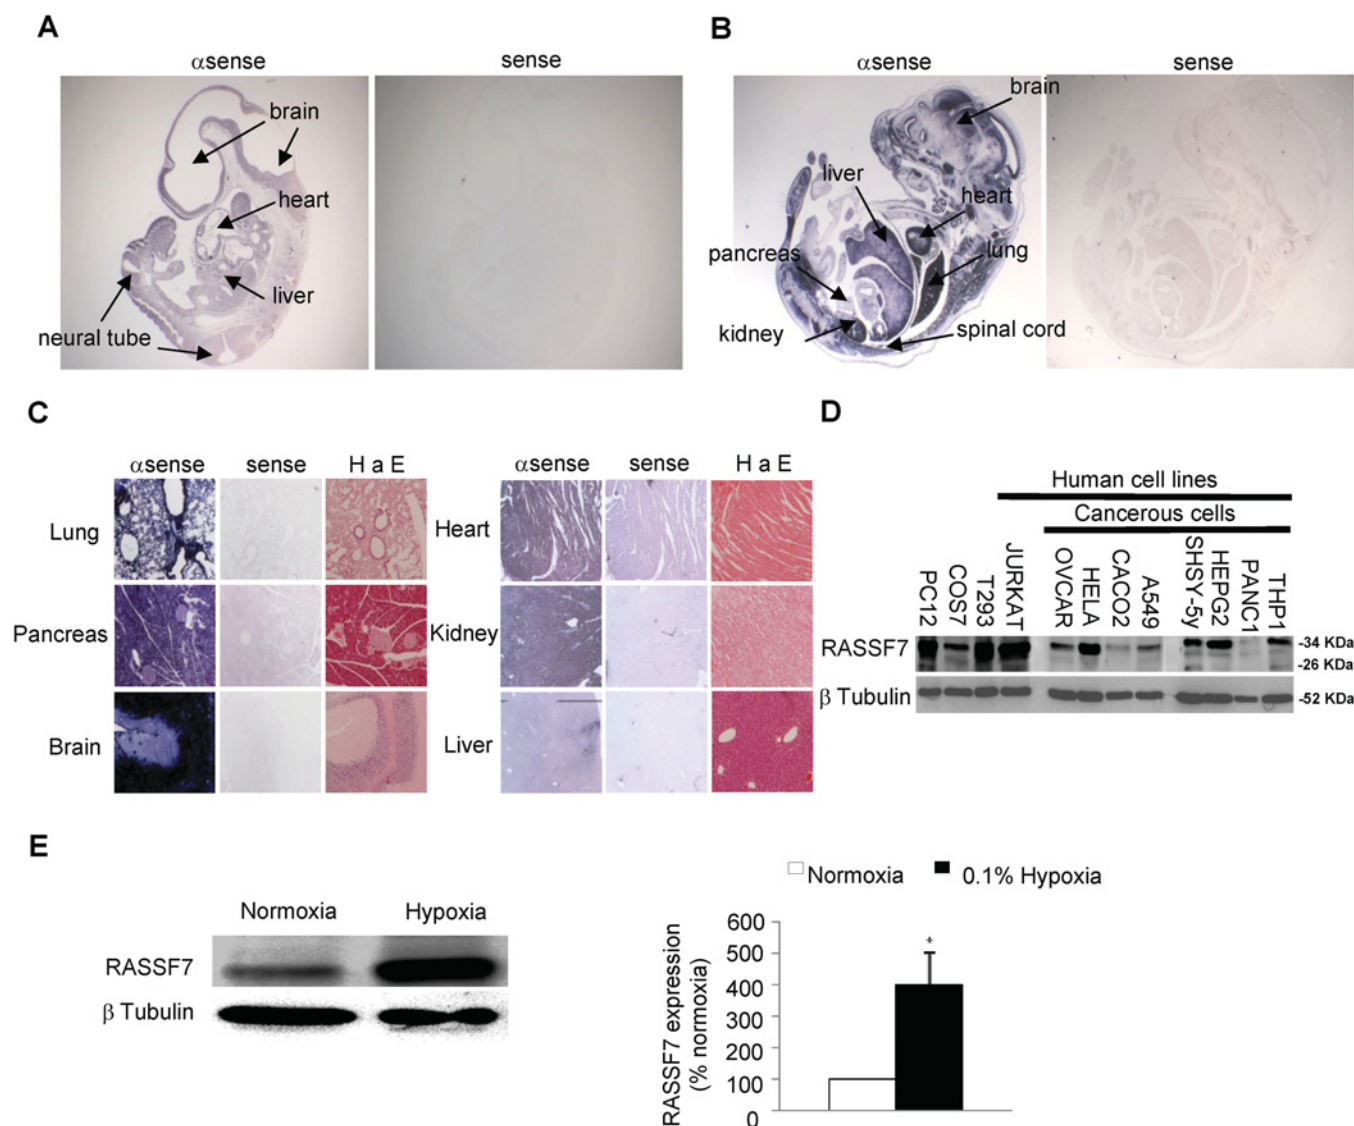 A
αsense
sense
brain
heart
liver
neural tube
B
αsense
sense
brain
liver
heart
pancreas
lung
kidney
spinal cord
C
αsense sense H a E
Lung
Pancreas
Brain
αsense sense H a E
Heart
Kidney
Liver
D
Human cell lines
Cancerous cells
PC12
COS7
T293
JURKAT
OVCAR
HELA
CACO2
A549
SHSY-5y
HEPG2
PANC1
THP1
RASSF7
-34 KDa
-26 KDa
β Tubulin
-52 KDa
E
Normoxia Hypoxia
RASSF7
β Tubulin
Normoxia 0.1% Hypoxia
RASSF7 expression
(% normoxia)
600
500
400
300
200
100
0
*